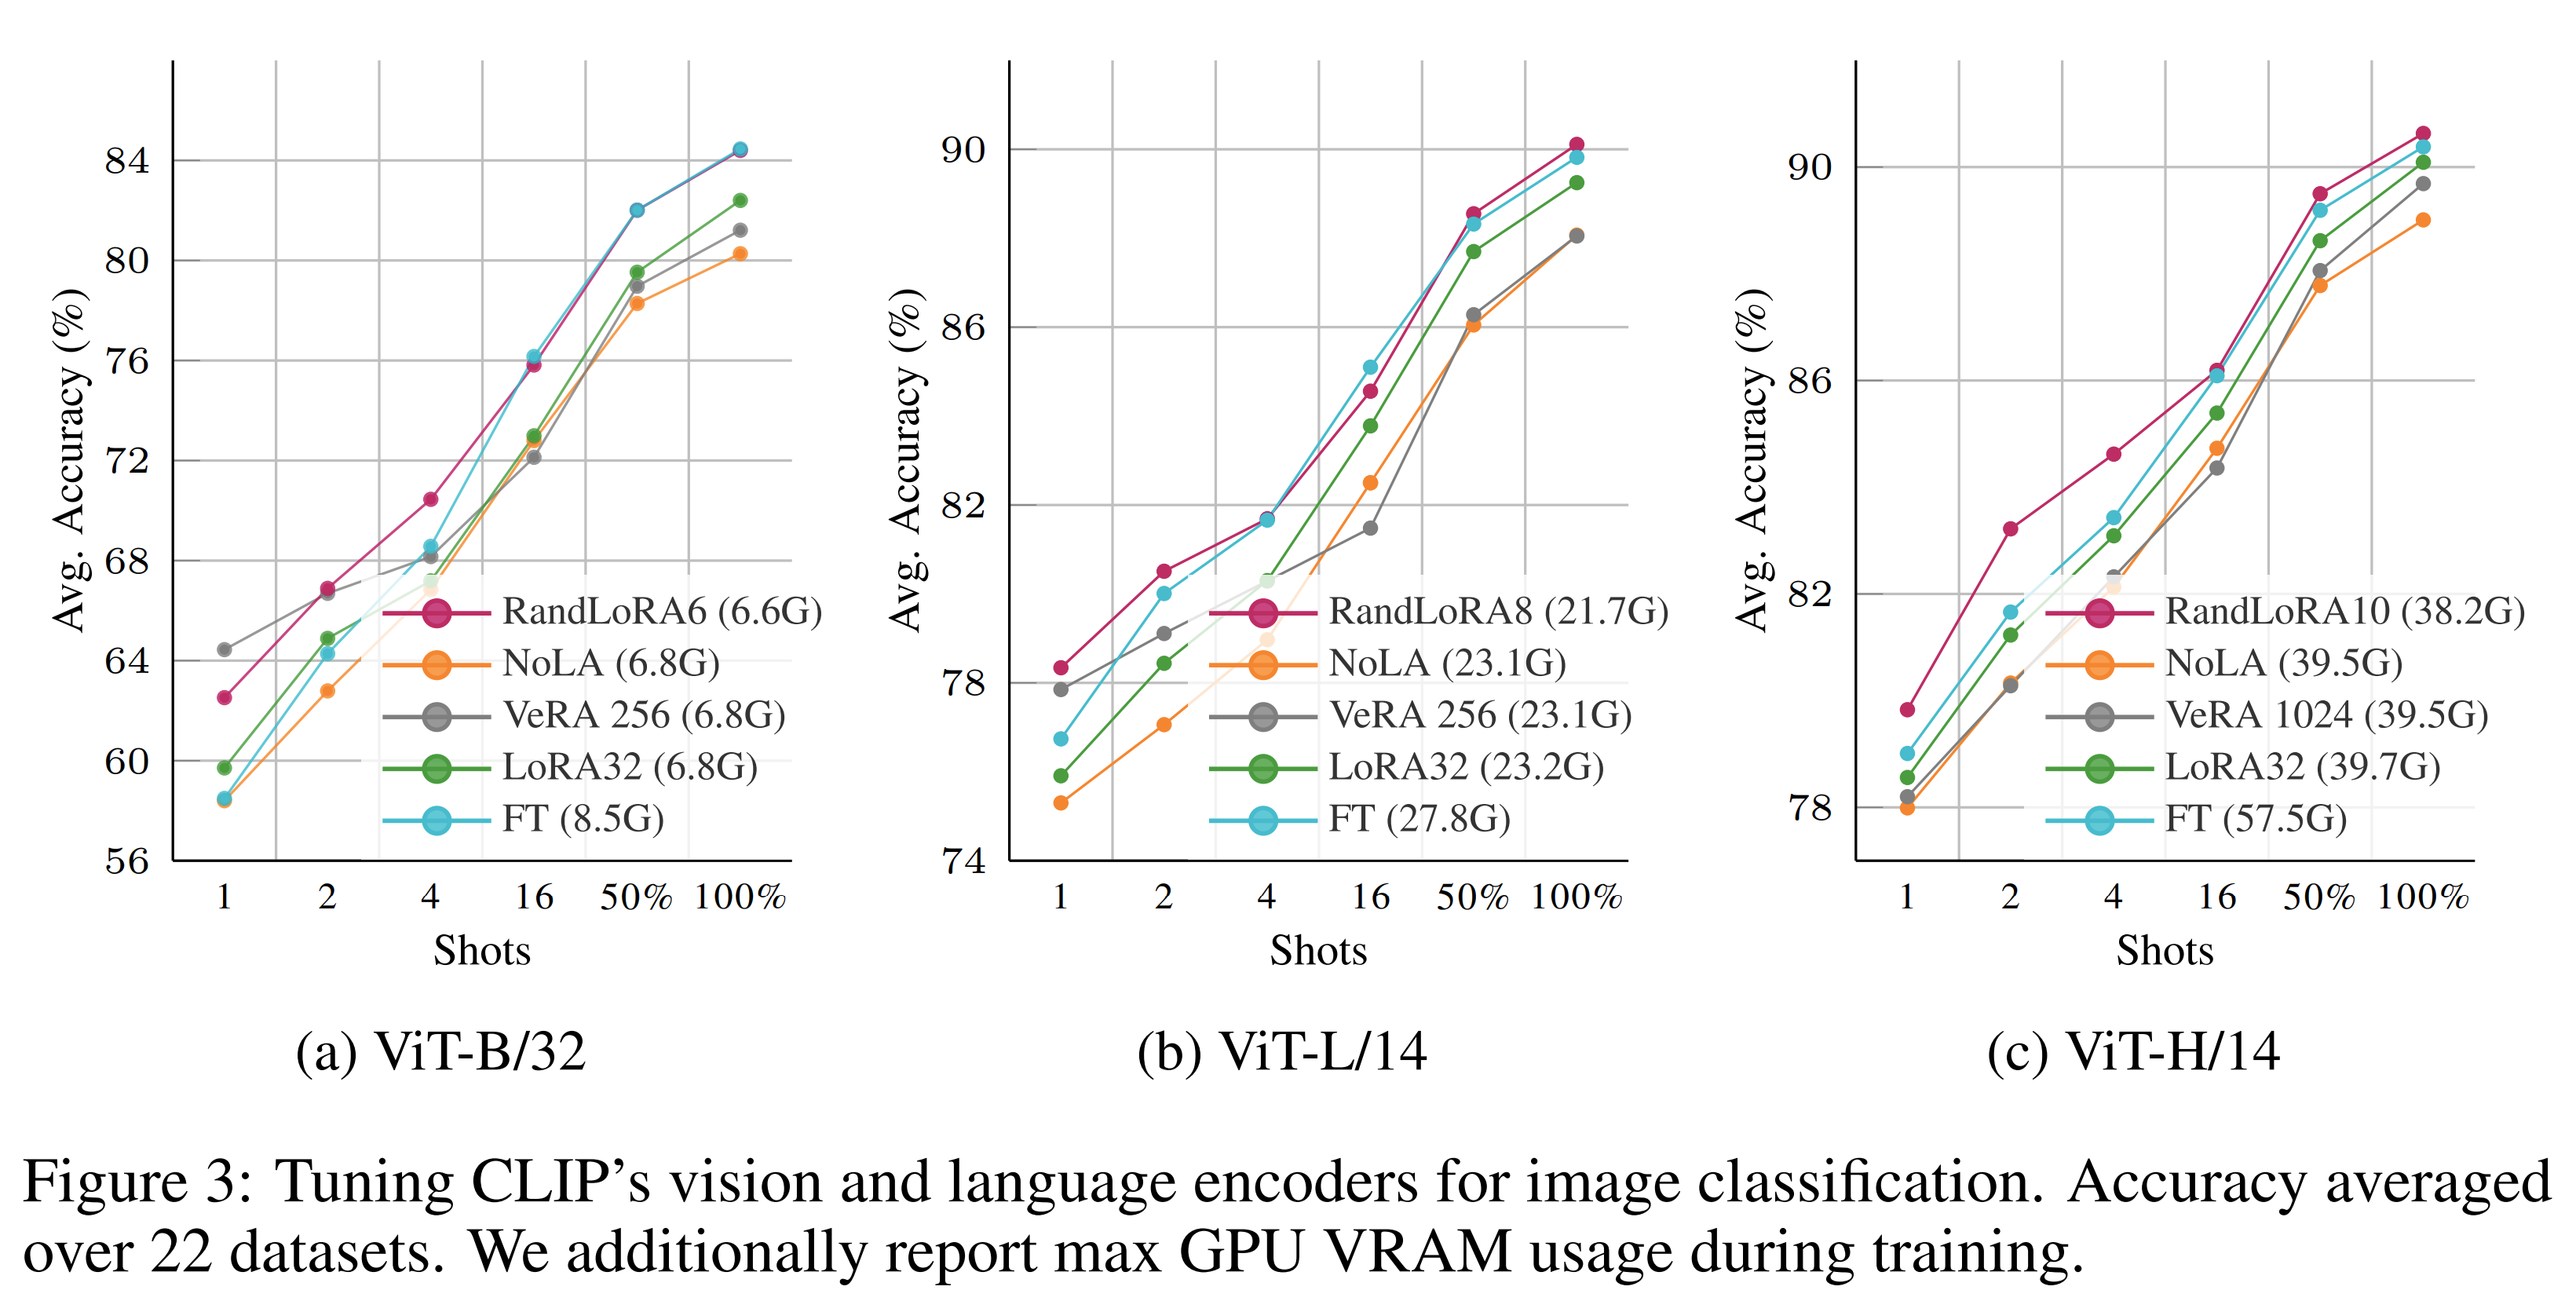 Avg. Accuracy (%)
84
80
76
72
68
64
60
56
RandLoRA6 (6.6G)
NoLA (6.8G)
VeRA 256 (6.8G)
LoRA32 (6.8G)
FT (8.5G)
1 2 4 16 50% 100%
Shots
(a) ViT-B/32
Avg. Accuracy (%)
90
86
82
78
74
RandLoRA8 (21.7G)
NoLA (23.1G)
VeRA 256 (23.1G)
LoRA32 (23.2G)
FT (27.8G)
1 2 4 16 50% 100%
Shots
(b) ViT-L/14
Avg. Accuracy (%)
90
86
82
78
RandLoRA10 (38.2G)
NoLA (39.5G)
VeRA 1024 (39.5G)
LoRA32 (39.7G)
FT (57.5G)
1 2 4 16 50% 100%
Shots
(c) ViT-H/14
Figure 3: Tuning CLIP's vision and language encoders for image classification. Accuracy averaged
over 22 datasets. We additionally report max GPU VRAM usage during training.